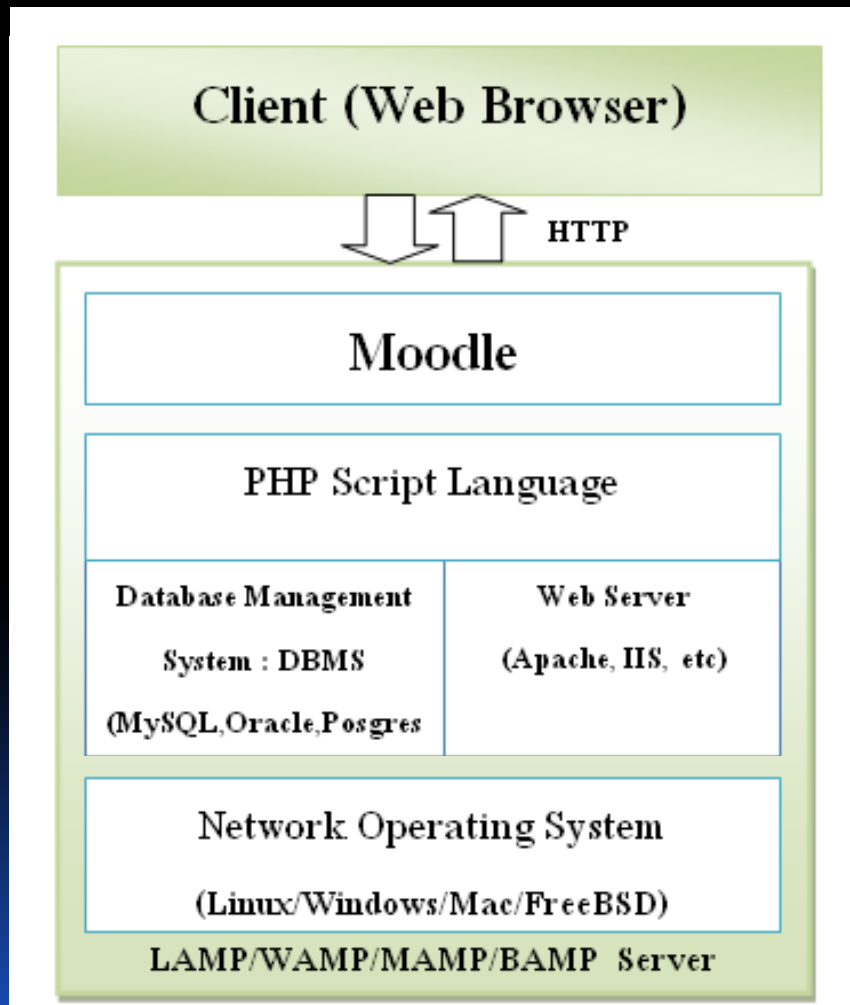 Client (Web Browser)
HTTP
Moodle
PHP Script Language
Database Management
System : DBMS
(MySQL,Oracle,Posgres
Web Server
(Apache, IIS, etc)
Network Operating System
(Linux/Windows/Mac/FreeBSD)
LAMP/WAMP/MAMP/BAMP Server